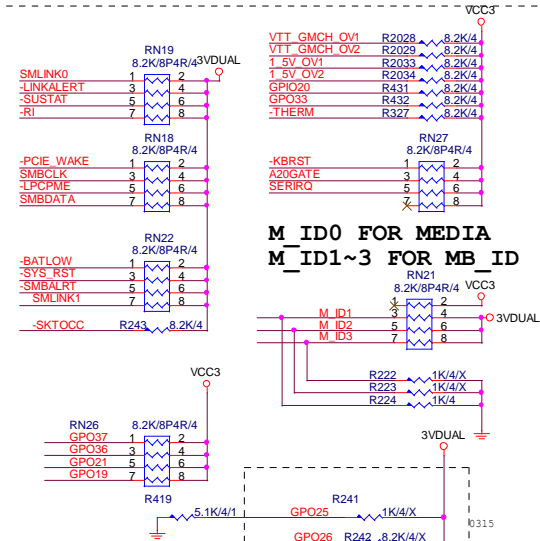 VCC3
VTT_GMCH_OV1 R2028 8.2K/4
VTT_GMCH_OV2 R2029 8.2K/4
1_5V_OV1 R2033 8.2K/4
1_5V_OV2 R2034 8.2K/4
GPIO20 R431 8.2K/4
GPO33 R432 8.2K/4
-THERM R327 8.2K/4
RN19
8.2K/8P4R/4 3VDUAL
SMLINK0 1 2
-LINKALERT 3 4
-SUSTAT 5 6
-RI 7 8
RN18
8.2K/8P4R/4
-PCIE_WAKE 1 2
SMBCLK 3 4
-LPCPME 5 6
SMBDATA 7 8
RN27
8.2K/8P4R/4
-KBRST 1 2
A20GATE 3 4
SERIRQ 5 6
7 8
M_ID0 FOR MEDIA
M_ID1~3 FOR MB_ID
RN22
8.2K/8P4R/4
-BATLOW 1 2
-SYS_RST 3 4
-SMBALRT 5 6
SMLINK1 7 8
-SKTOCC R243 8.2K/4
RN21
8.2K/8P4R/4 VCC3
1 2
M_ID1 3 4 3VDUAL
M_ID2 5 6
M_ID3 7 8
R222 1K/4/X
R223 1K/4/X
R224 1K/4
VCC3
RN26 8.2K/8P4R/4
GPO37 1 2
GPO36 3 4
GPO21 5 6
GPO19 7 8
3VDUAL
R419 5.1K/4/1
R241
GPO25 1K/4/X
0315
GPO26 R242 8.2K/4/X